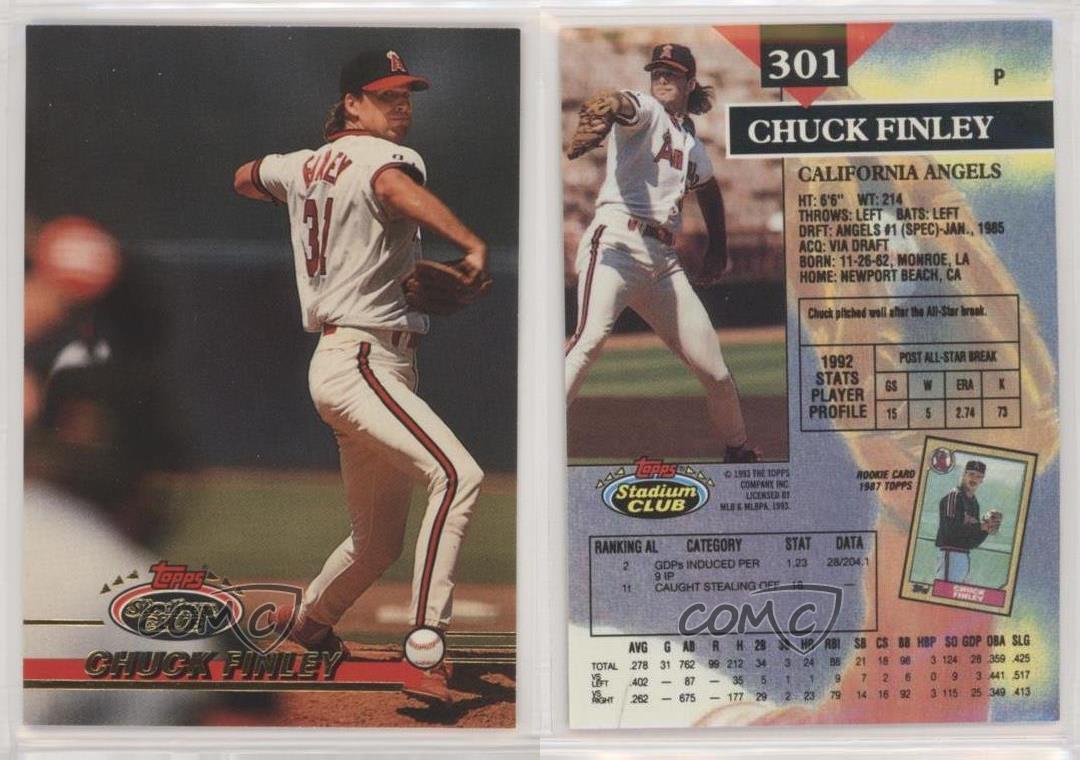 A
FINLEY
31
Topps
Stadium
CLUB
COMC
CHUCK FINLEY
301
P
CHUCK FINLEY
CALIFORNIA ANGELS
HT: 6'6" WT: 214
THROWS: LEFT BATS: LEFT
DRFT: ANGELS #1 (SPEC)-JAN., 1985
ACQ: VIA DRAFT
BORN: 11-26-62, MONROE, LA
HOME: NEWPORT BEACH, CA
Chuck pitched well after the All-Star break.
1992 STATS PLAYER PROFILE
POST ALL-STAR BREAK
GS W ERA K
15 5 2.74 73
Topps
Stadium
CLUB
© 1993 THE TOPPS
COMPANY, INC.
LICENSED BY
MLB & MLBPA, 1993.
ROOKIE CARD
1987 TOPPS
Topps
CHUCK
FINLEY
RANKING AL CATEGORY STAT DATA
2 GDPs INDUCED PER 9 IP 1.23 28/204.1
11 CAUGHT STEALING OFF 18 —
COMC
AVG G AB R H 2B 3B HR RBI SB CS BB HBP SO GDP OBA SLG
TOTAL .278 31 762 99 212 34 3 24 88 21 18 98 3 124 28 .359 .425
VS LEFT .402 — 87 — 35 5 1 1 9 7 2 6 0 9 3 .441 .517
VS RIGHT .262 — 675 — 177 29 2 23 79 14 16 92 3 115 25 .349 .413